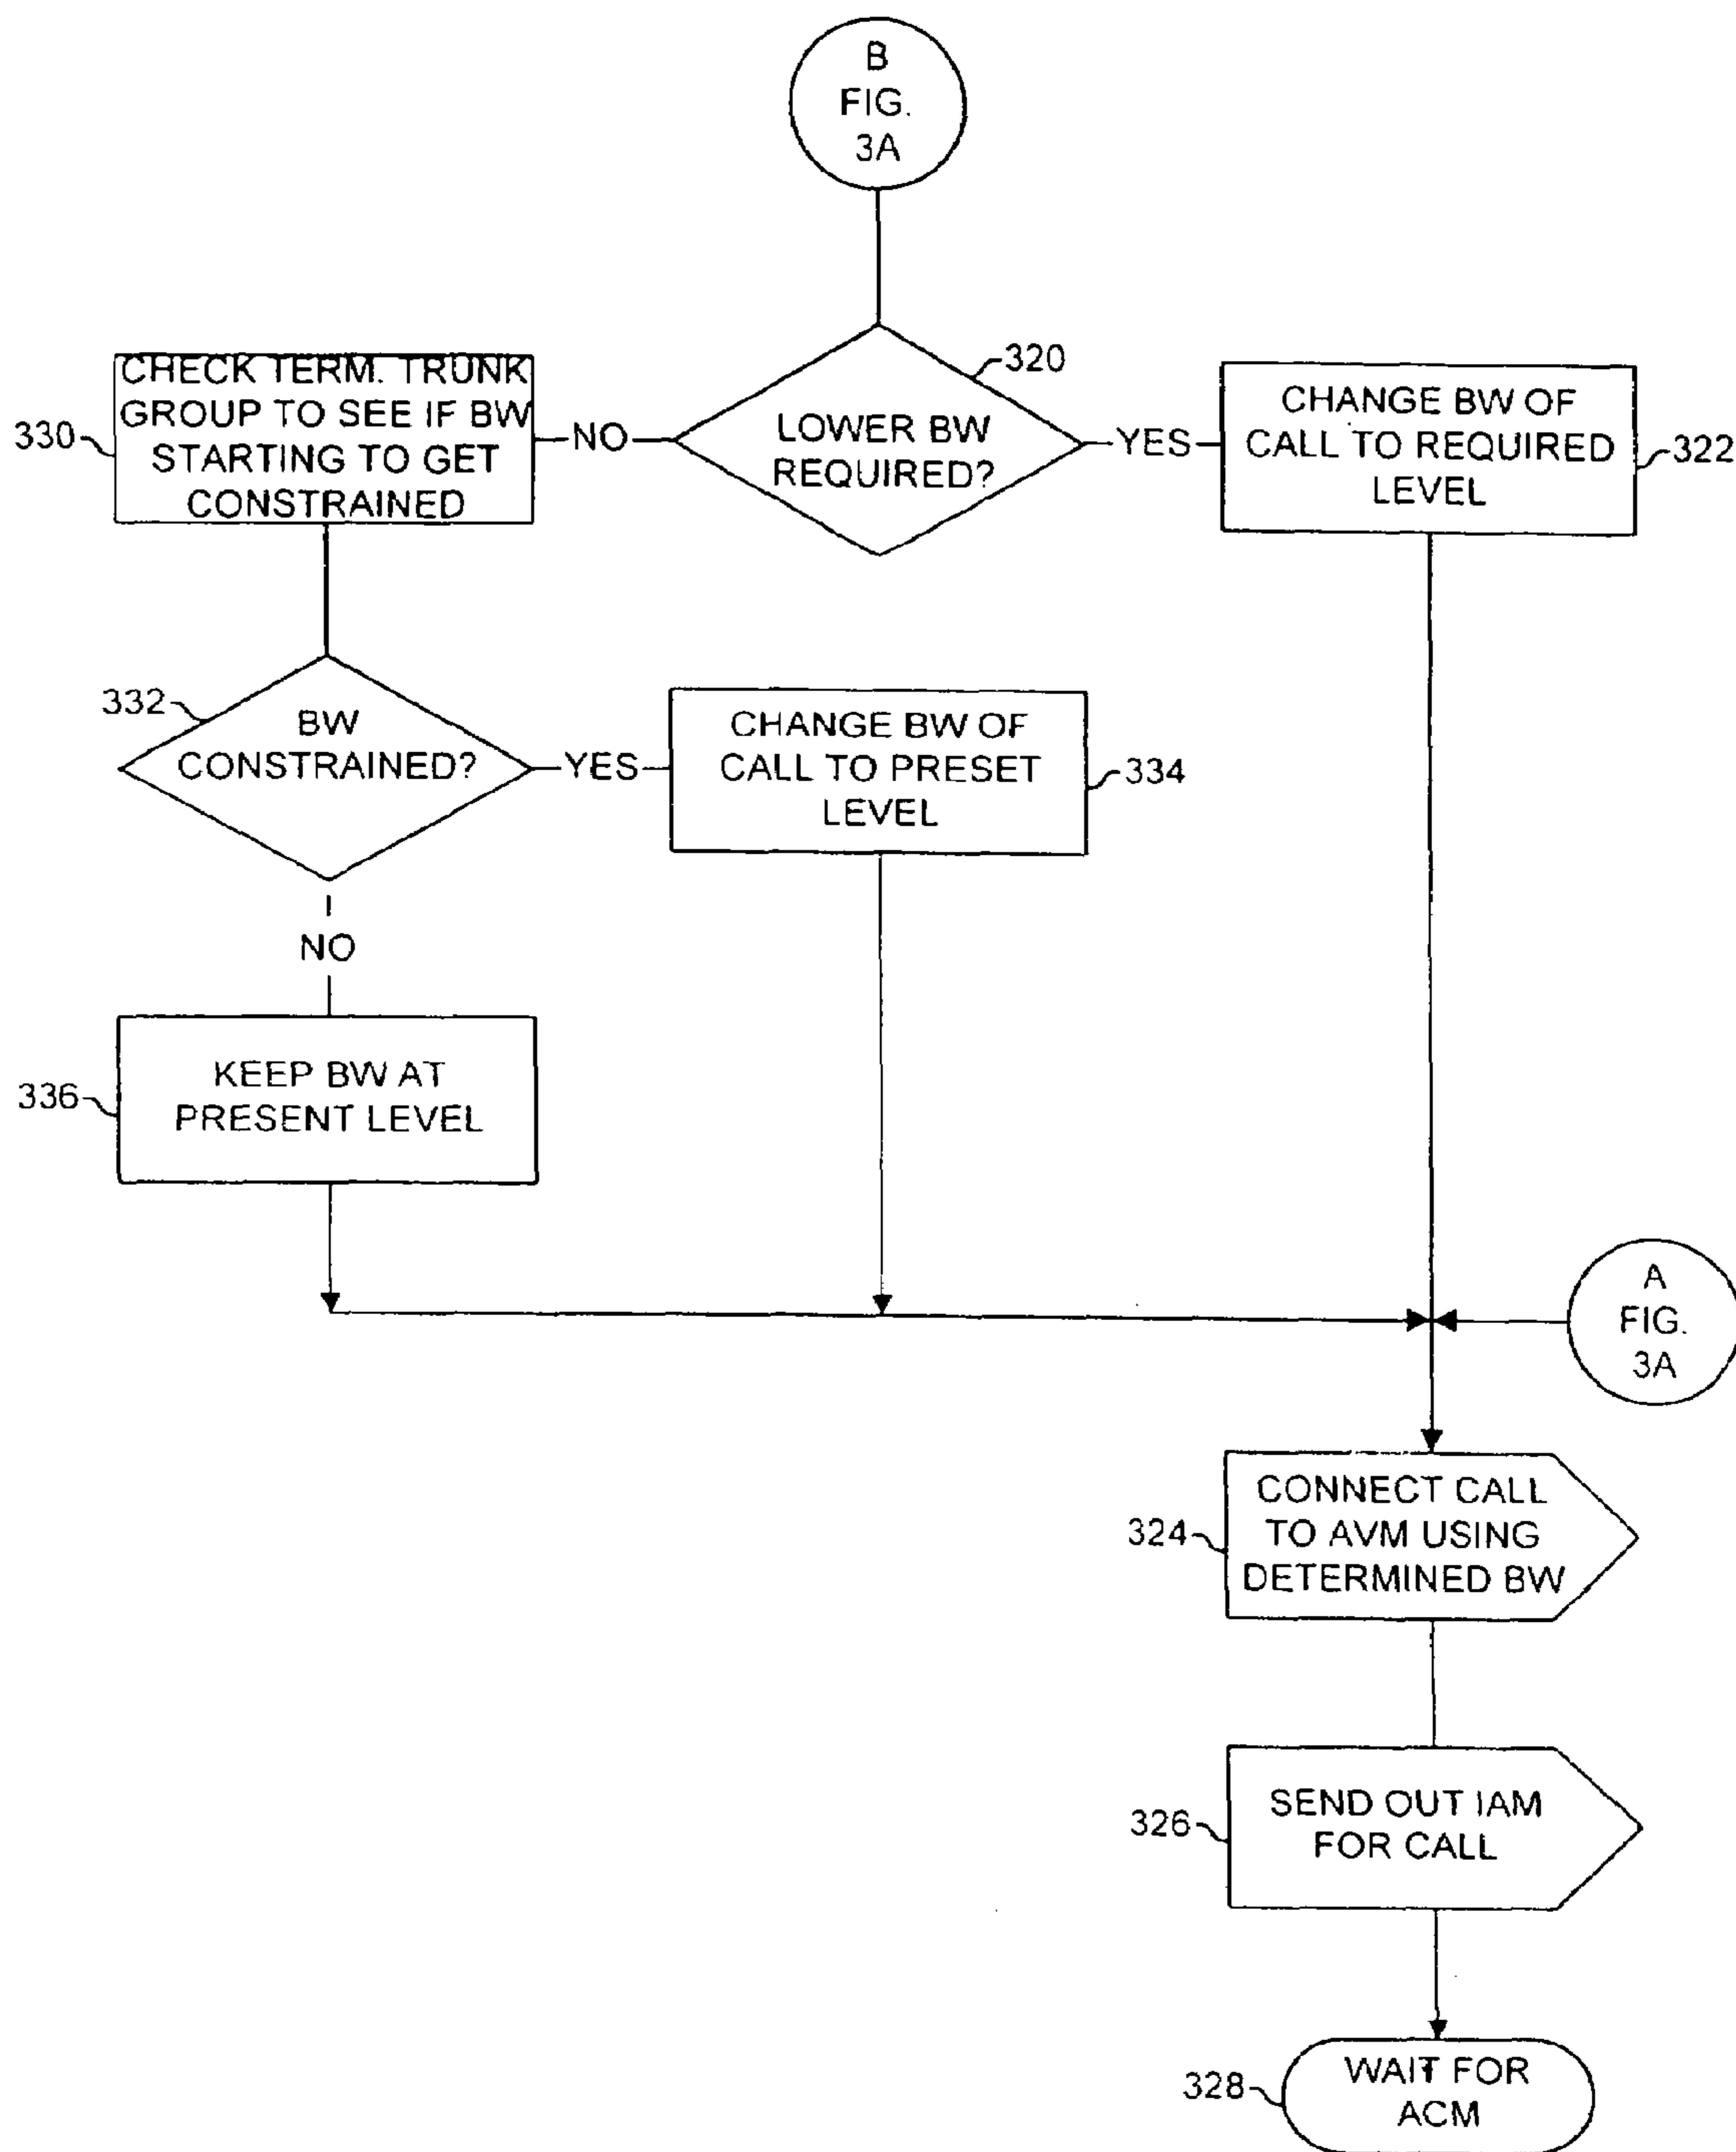 B
FIG.
3A
320
LOWER BW
REQUIRED?
YES
CHANGE BW OF
CALL TO REQUIRED
LEVEL
322
NO
CHECK TERM. TRUNK
GROUP TO SEE IF BW
STARTING TO GET
CONSTRAINED
330
332
BW
CONSTRAINED?
YES
CHANGE BW OF
CALL TO PRESET
LEVEL
334
NO
KEEP BW AT
PRESENT LEVEL
336
A
FIG.
3A
CONNECT CALL
TO AVM USING
DETERMINED BW
324
SEND OUT IAM
FOR CALL
326
WAIT FOR
ACM
328